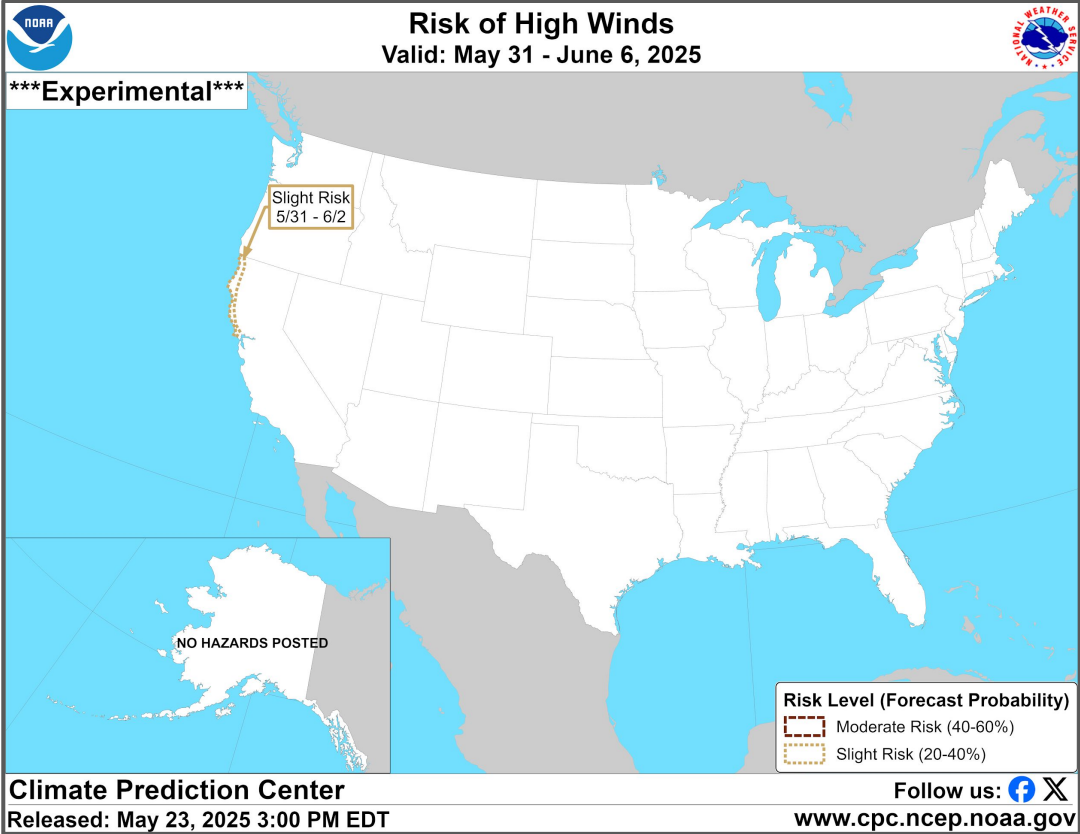 NOAA
Risk of High Winds
Valid: May 31 - June 6, 2025
NATIONAL WEATHER SERVICE
***Experimental***
Slight Risk
5/31 - 6/2
NO HAZARDS POSTED
Risk Level (Forecast Probability)
Moderate Risk (40-60%)
Slight Risk (20-40%)
Climate Prediction Center
Follow us:
Released: May 23, 2025 3:00 PM EDT
www.cpc.ncep.noaa.gov